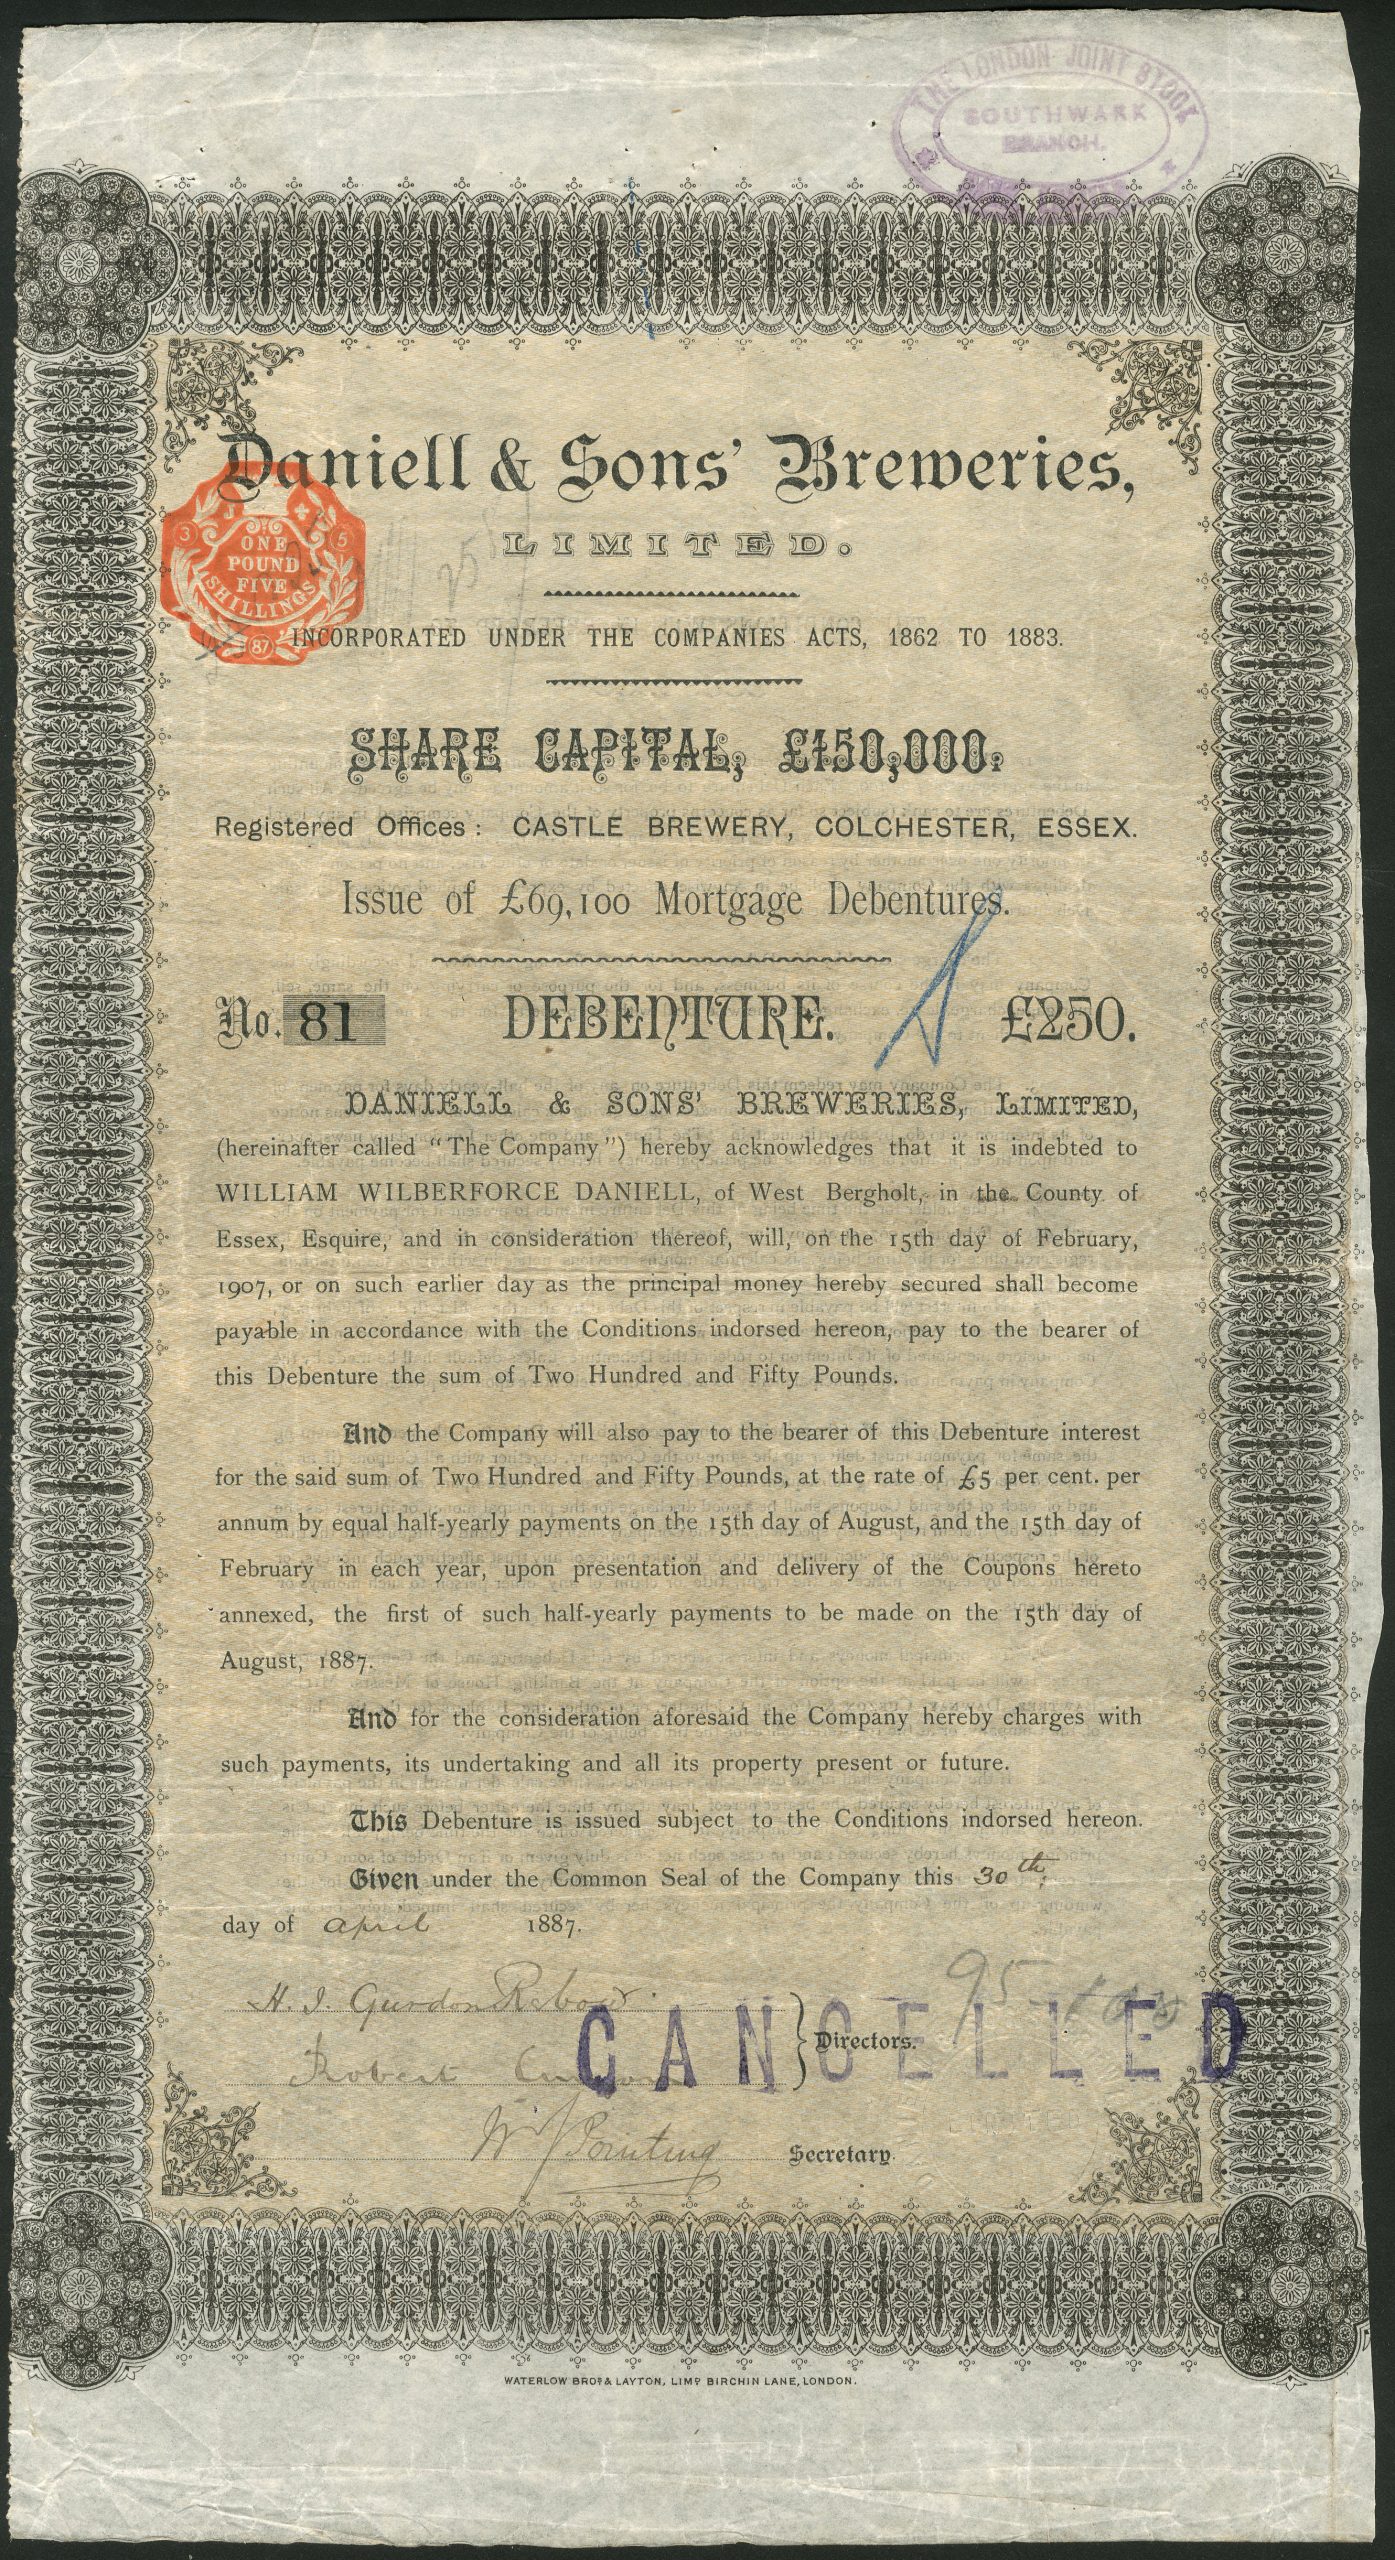 THE LONDON JOINT STOCK
SOUTHWARK
BRANCH.
Daniell & Sons' Breweries,
LIMITED.
J
3 5
ONE
POUND
FIVE
SHILLINGS
87
INCORPORATED UNDER THE COMPANIES ACTS, 1862 TO 1883.
SHARE CAPITAL, £150,000.
Registered Offices: CASTLE BREWERY, COLCHESTER, ESSEX.
Issue of £69,100 Mortgage Debentures.
No. 81 DEBENTURE. £250.
DANIELL & SONS' BREWERIES, LIMITED,
(hereinafter called "The Company") hereby acknowledges that it is indebted to
WILLIAM WILBERFORCE DANIELL, of West Bergholt, in the County of
Essex, Esquire, and in consideration thereof, will, on the 15th day of February,
1907, or on such earlier day as the principal money hereby secured shall become
payable in accordance with the Conditions indorsed hereon, pay to the bearer of
this Debenture the sum of Two Hundred and Fifty Pounds.
And the Company will also pay to the bearer of this Debenture interest
for the said sum of Two Hundred and Fifty Pounds, at the rate of £5 per cent. per
annum by equal half-yearly payments on the 15th day of August, and the 15th day of
February in each year, upon presentation and delivery of the Coupons hereto
annexed, the first of such half-yearly payments to be made on the 15th day of
August, 1887.
And for the consideration aforesaid the Company hereby charges with
such payments, its undertaking and all its property present or future.
This Debenture is issued subject to the Conditions indorsed hereon.
Given under the Common Seal of the Company this 30th
day of April 1887.
H. J. Gurdon Rebow
Directors.
Robert
CANCELLED
W J Pointing Secretary.
WATERLOW BROS & LAYTON, LIMD BIRCHIN LANE, LONDON.